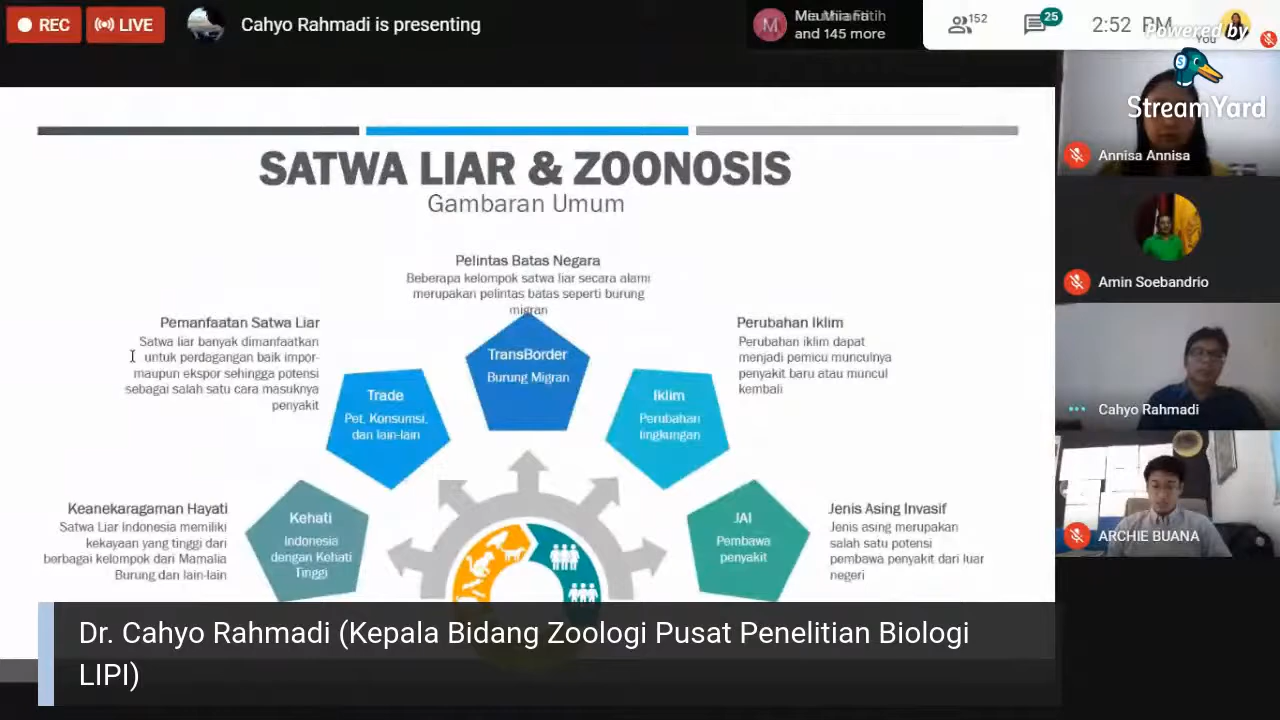 REC
LIVE
Cahyo Rahmadi is presenting
M
and 145 more
152
25
2:52 PM
You
Powered by
StreamYard
SATWA LIAR & ZOONOSIS
Gambaran Umum
Pelintas Batas Negara
Beberapa kelompok satwa liar secara alami
merupakan pelintas batas seperti burung
migran
Pemanfaatan Satwa Liar
Satwa liar banyak dimanfaatkan
untuk perdagangan baik impor-
maupun ekspor sehingga potensi
sebagai salah satu cara masuknya
penyakit
Perubahan Iklim
Perubahan iklim dapat
menjadi pemicu munculnya
penyakit baru atau muncul
kembali
TransBorder
Burung Migran
Trade
Pet, Konsumsi,
dan lain-lain
Iklim
Perubahan
lingkungan
Keanekaragaman Hayati
Satwa Liar Indonesia memiliki
kekayaan yang tinggi dari
berbagai kelompok dari Mamalia
Burung dan lain-lain
Kehati
Indonesia
dengan Kehati
Tinggi
JAI
Pembawa
penyakit
Jenis Asing Invasif
Jenis asing merupakan
salah satu potensi
pembawa penyakit dari luar
negeri
Annisa Annisa
Amin Soebandrio
Cahyo Rahmadi
ARCHIE BUANA
Dr. Cahyo Rahmadi (Kepala Bidang Zoologi Pusat Penelitian Biologi
LIPI)